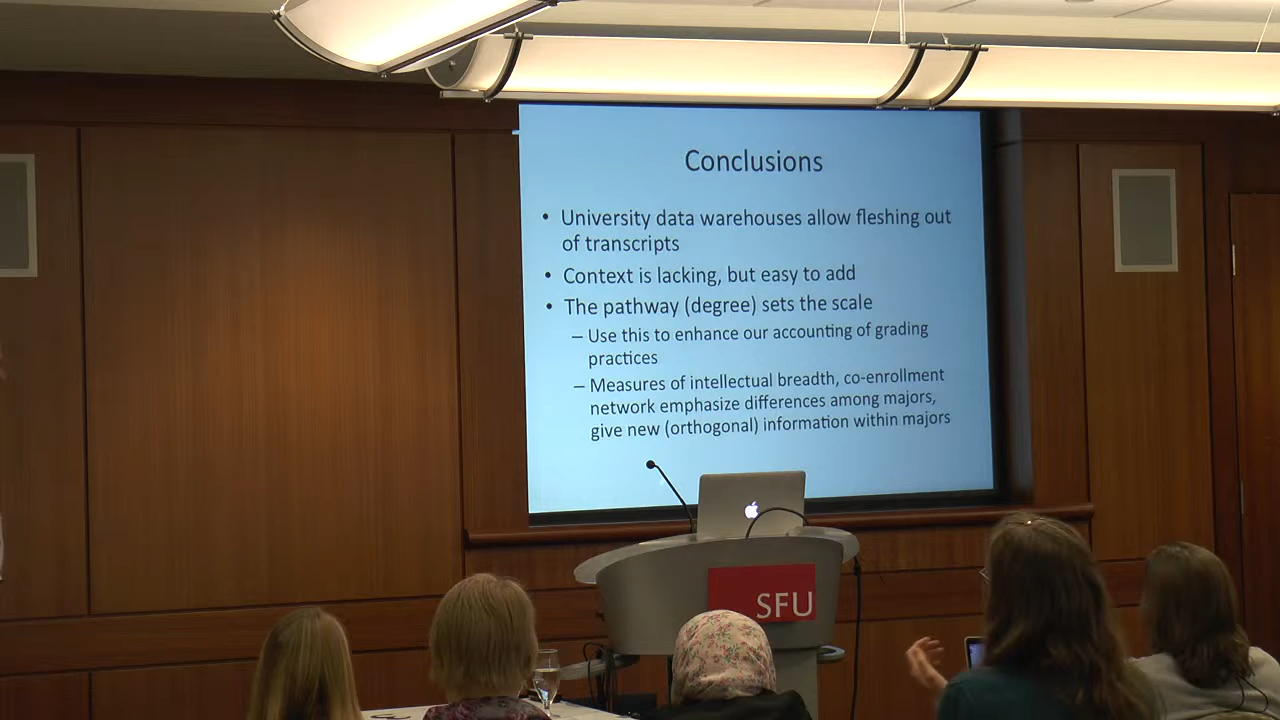 Conclusions
• University data warehouses allow fleshing out
of transcripts
• Context is lacking, but easy to add
• The pathway (degree) sets the scale
– Use this to enhance our accounting of grading
practices
– Measures of intellectual breadth, co-enrollment
network emphasize differences among majors,
give new (orthogonal) information within majors
SFU